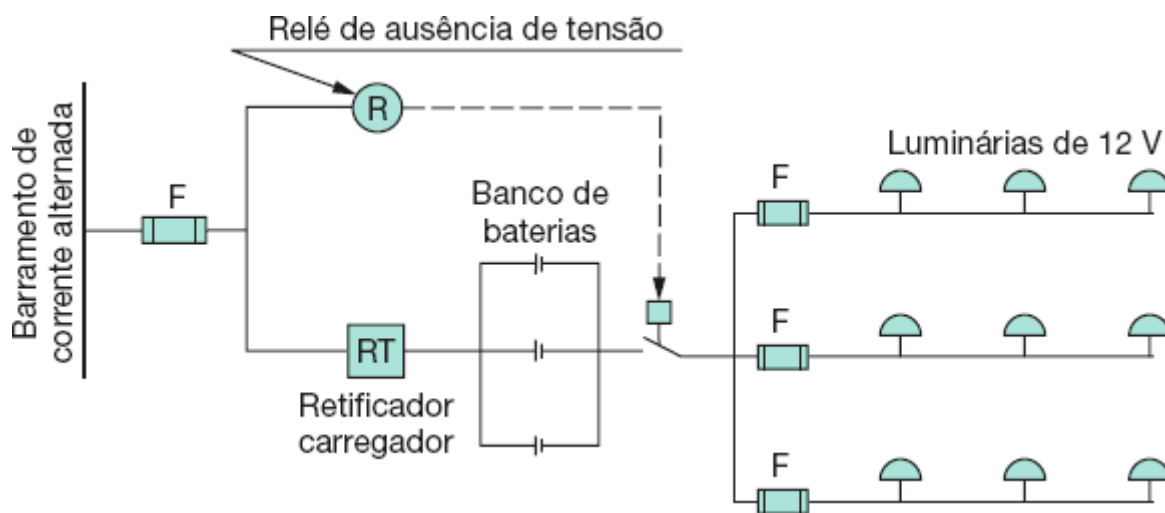 Relé de ausência de tensão
Barramento de
corrente alternada
R
F
Banco de
baterias
RT
Retificador
carregador
Luminárias de 12 V
F
F
F